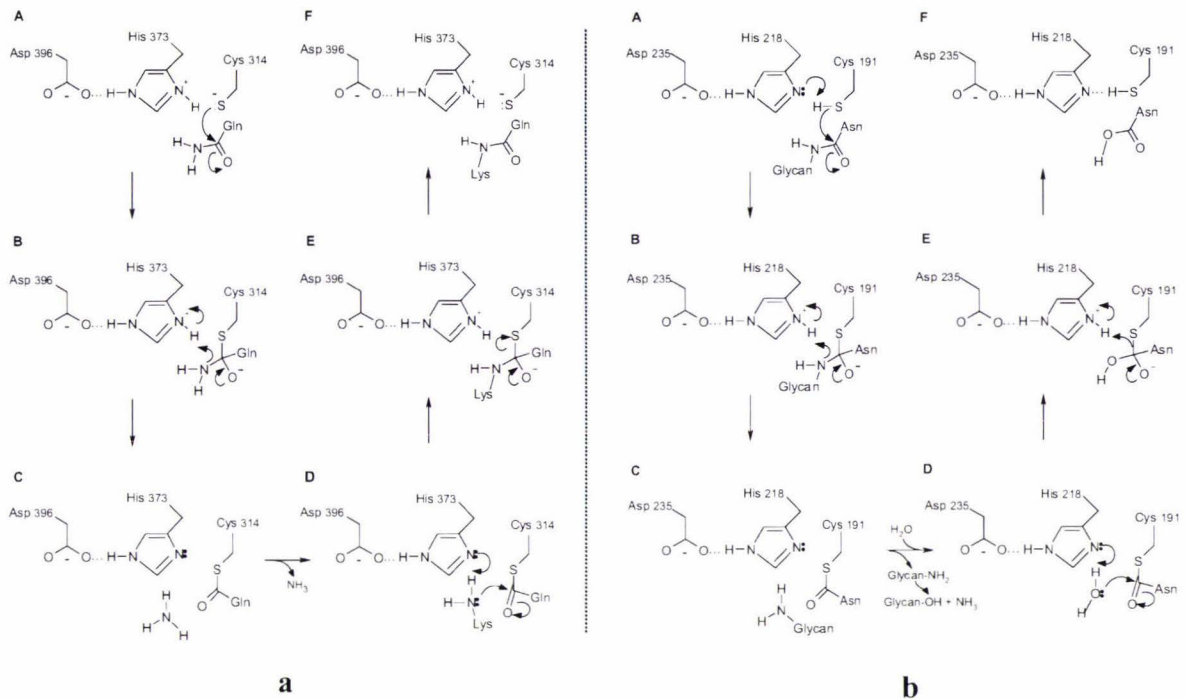 A
His 373
Asp 396
Cys 314
O
-
H
N
N
+
H
-
S
Gln
H
N
H
O
F
His 373
Asp 396
Cys 314
O
-
H
N
N
+
H
S
-
Gln
H
N
O
Lys
B
His 373
Asp 396
Cys 314
O
-
H
N
N
H
S
Gln
H
N
H
O
-
E
His 373
Asp 396
Cys 314
O
-
H
N
N
H
S
Gln
H
N
O
-
Lys
C
His 373
Asp 396
Cys 314
O
-
H
N
N
S
O
Gln
H
N
H
H
NH3
D
His 373
Asp 396
Cys 314
O
-
H
N
N
H
S
H
N
Gln
O
Lys
a
A
His 218
Asp 235
Cys 191
O
-
H
N
N
H
S
Asn
H
N
O
Glycan
F
His 218
Asp 235
Cys 191
O
-
H
N
N
H
S
Asn
O
O
H
B
His 218
Asp 235
Cys 191
O
-
H
N
N
H
S
Asn
H
N
O
-
Glycan
E
His 218
Asp 235
Cys 191
O
-
H
N
N
H
S
Asn
O
H
O
-
C
His 218
Asp 235
Cys 191
O
-
H
N
N
S
O
Asn
H
N
H
Glycan
H2O
Glycan-NH2
Glycan-OH + NH3
D
His 218
Asp 235
Cys 191
O
-
H
N
N
H
S
H
O
Asn
O
b